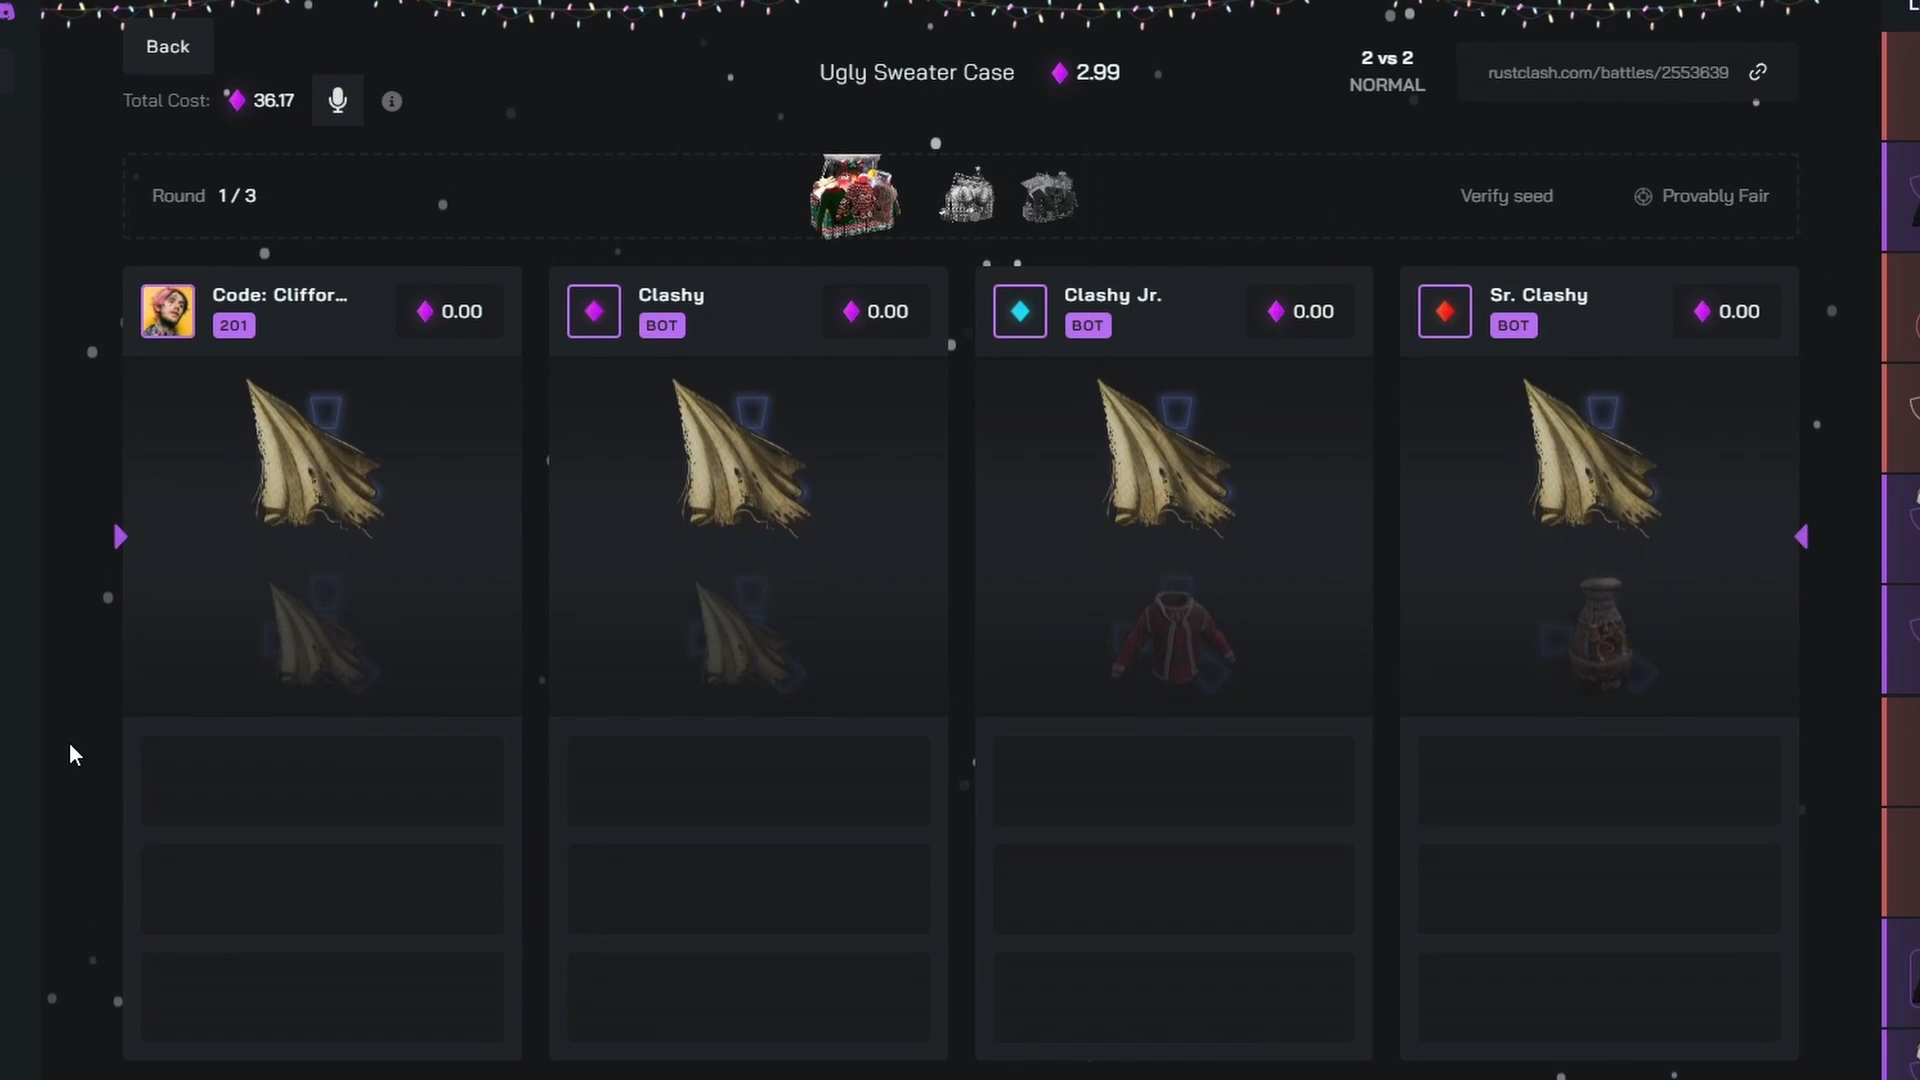 Back
Total Cost: 36.17
Ugly Sweater Case 2.99
2 vs 2
NORMAL
rustclash.com/battles/2553639
Round 1 / 3
Verify seed
Provably Fair
Code: Cliffor...
201
0.00
Clashy
BOT
0.00
Clashy Jr.
BOT
0.00
Sr. Clashy
BOT
0.00